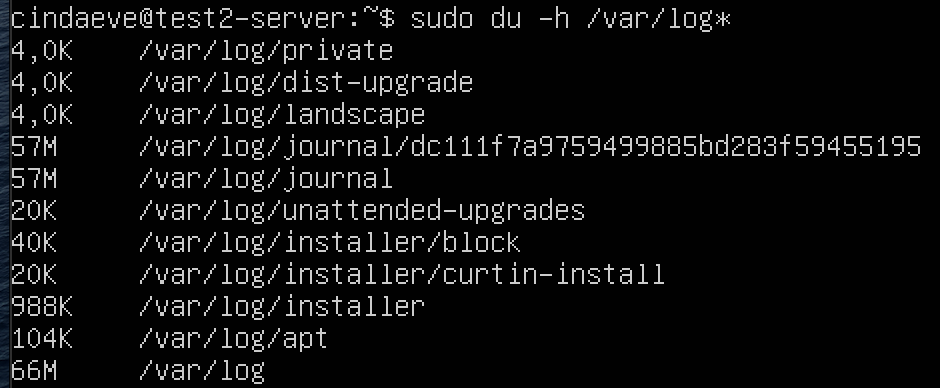 cindaeve@test2-server:~$ sudo du -h /var/log*
4,0K /var/log/private
4,0K /var/log/dist-upgrade
4,0K /var/log/landscape
57M /var/log/journal/dc111f7a9759499885bd283f59455195
57M /var/log/journal
20K /var/log/unattended-upgrades
40K /var/log/installer/block
20K /var/log/installer/curtin-install
988K /var/log/installer
104K /var/log/apt
66M /var/log